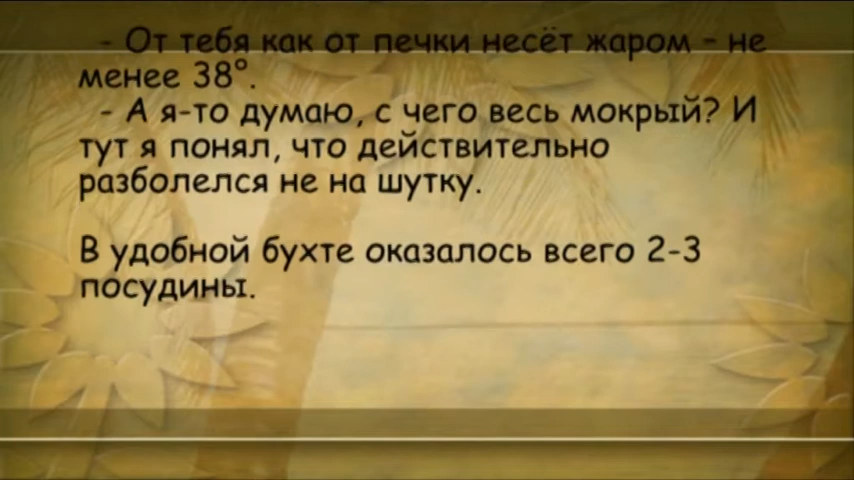 - От тебя как от печки несёт жаром – не
менее 38°.
- А я-то думаю, с чего весь мокрый? И
тут я понял, что действительно
разболелся не на шутку.
В удобной бухте оказалось всего 2-3
посудины.